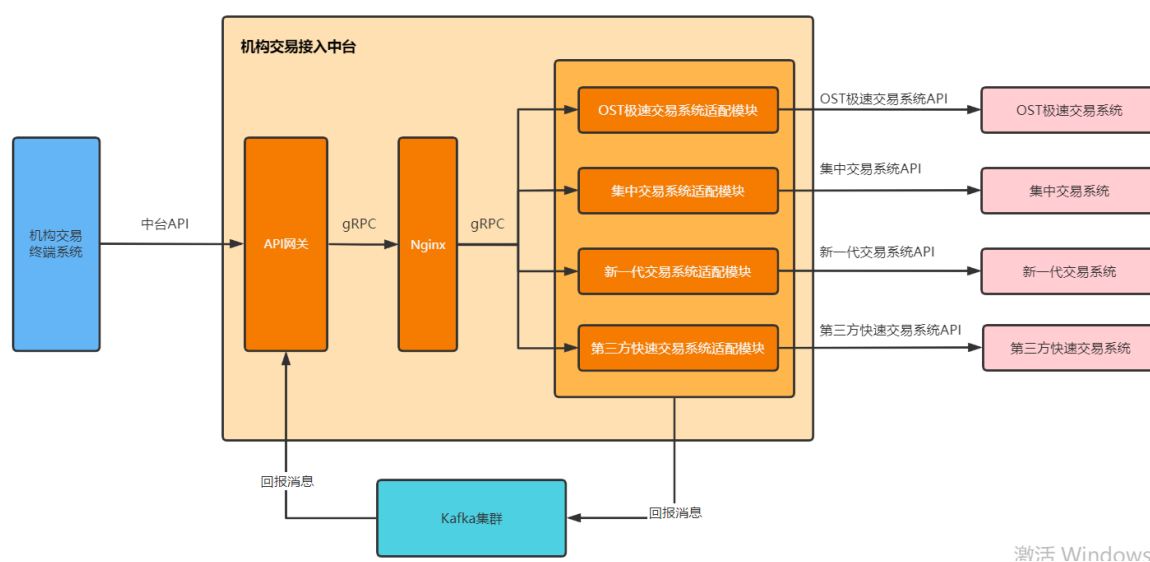 机构交易接入中台
机构交易
终端系统
中台API
API网关
gRPC
Nginx
gRPC
OST极速交易系统适配模块
集中交易系统适配模块
新一代交易系统适配模块
第三方快速交易系统适配模块
OST极速交易系统API
集中交易系统API
新一代交易系统API
第三方快速交易系统API
OST极速交易系统
集中交易系统
新一代交易系统
第三方快速交易系统
回报消息
Kafka集群
回报消息
激活 Windows